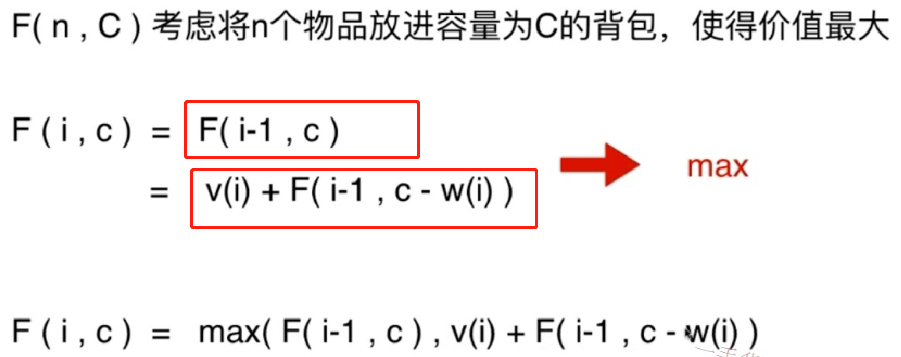 F( n , C ) 考虑将n个物品放进容量为C的背包，使得价值最大
F ( i , c ) = F( i-1 , c )
= v(i) + F( i-1 , c - w(i) )
max
F ( i , c ) = max( F( i-1 , c ) , v(i) + F( i-1 , c - w(i) )